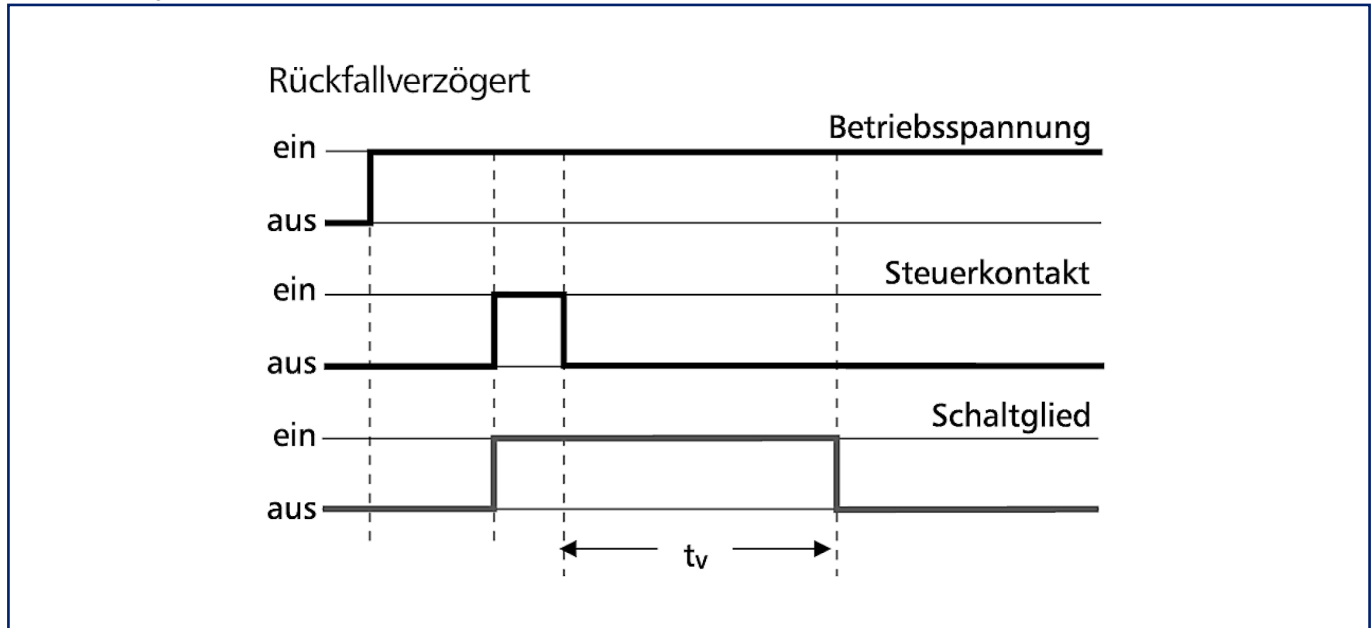 Rückfallverzögert
Betriebsspannung
ein
aus
Steuerkontakt
ein
aus
Schaltglied
ein
aus
tv